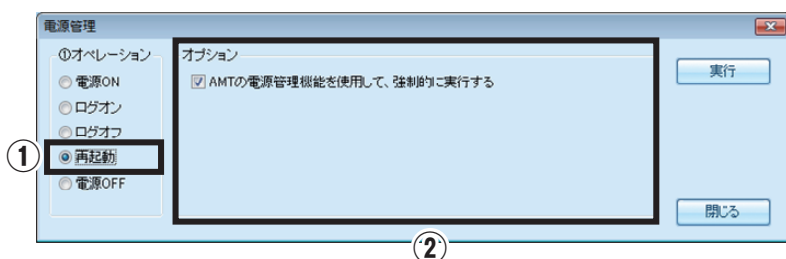 電源管理
①オペレーション
電源ON
ログオン
ログオフ
再起動
電源OFF
オプション
AMTの電源管理機能を使用して、強制的に実行する
実行
閉じる
①
②